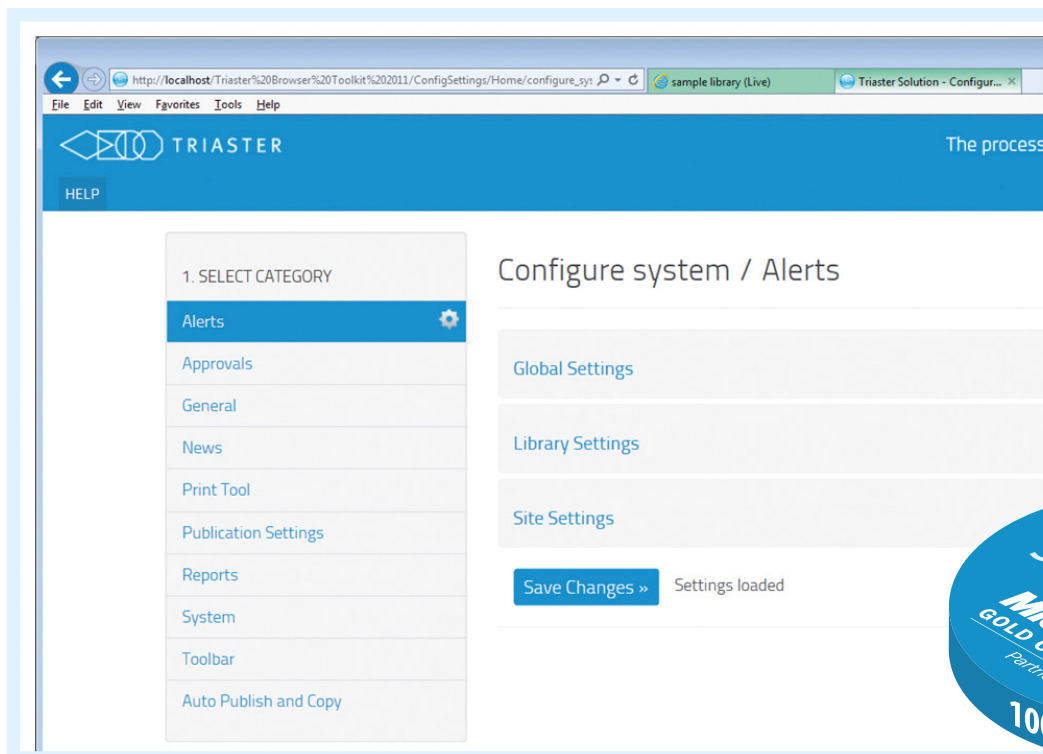 http://localhost/Triaster%20Browser%20Toolkit%202011/ConfigSettings/Home/configure_sys
sample library (Live)
Triaster Solution - Configur...
File Edit View Favorites Tools Help
TRIASTER
The process
HELP
1. SELECT CATEGORY
Alerts
Approvals
General
News
Print Tool
Publication Settings
Reports
System
Toolbar
Auto Publish and Copy
Configure system / Alerts
Global Settings
Library Settings
Site Settings
Save Changes »
Settings loaded
GOLD